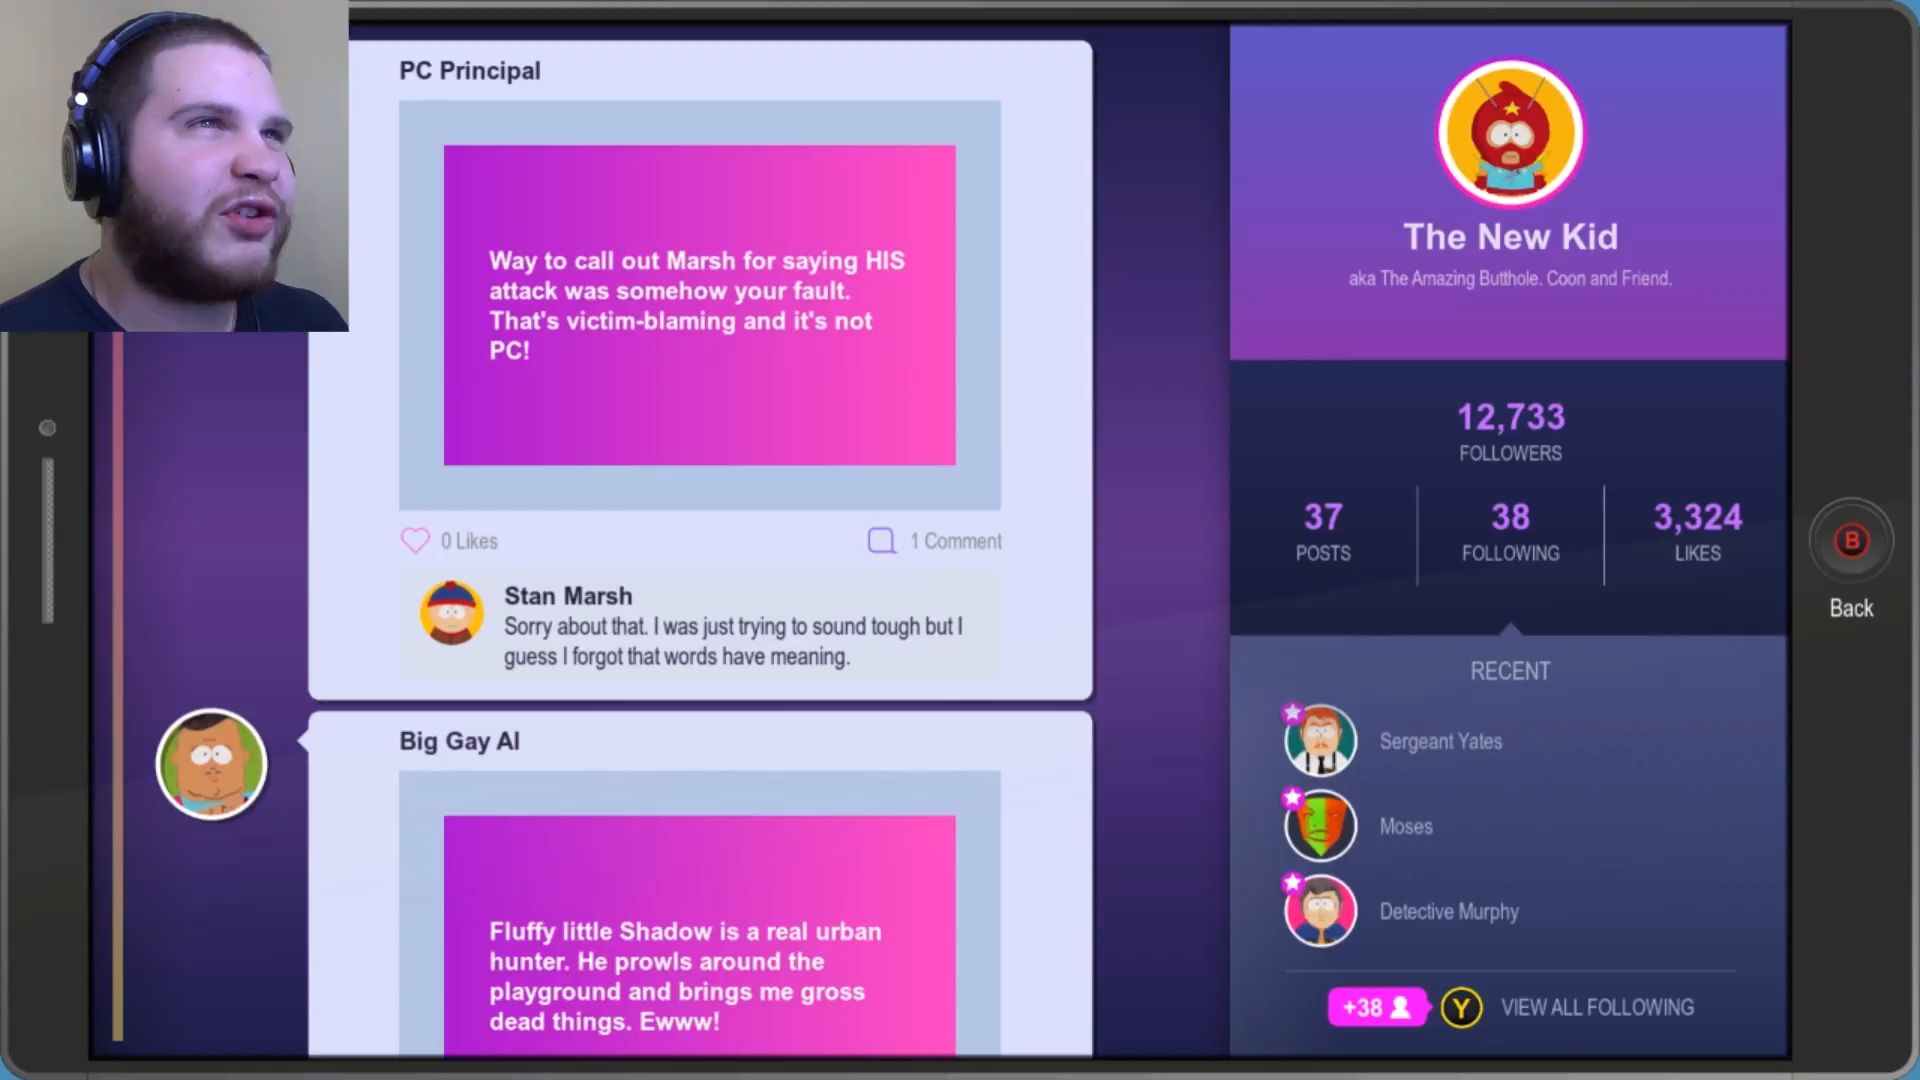 PC Principal
Way to call out Marsh for saying HIS
attack was somehow your fault.
That's victim-blaming and it's not
PC!
0 Likes
1 Comment
Stan Marsh
Sorry about that. I was just trying to sound tough but I
guess I forgot that words have meaning.
Big Gay Al
Fluffy little Shadow is a real urban
hunter. He prowls around the
playground and brings me gross
dead things. Ewww!
The New Kid
aka The Amazing Butthole. Coon and Friend.
12,733
FOLLOWERS
37
POSTS
38
FOLLOWING
3,324
LIKES
RECENT
Sergeant Yates
Moses
Detective Murphy
+38
Y
VIEW ALL FOLLOWING
B
Back